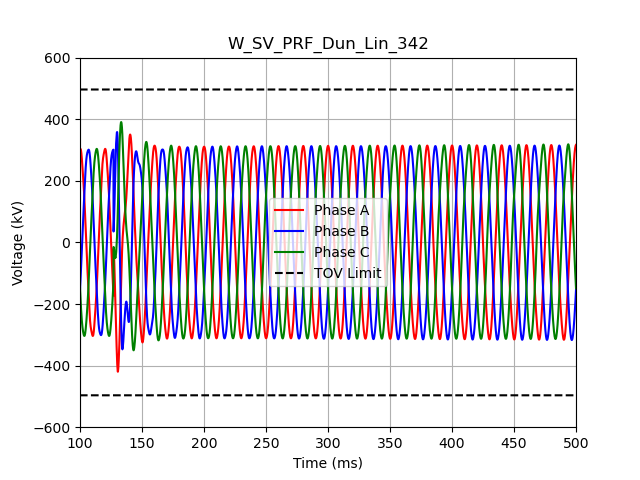 W_SV_PRF_Dun_Lin_342
600
400
200
0
−200
−400
−600
Voltage (kV)
Phase A
Phase B
Phase C
TOV Limit
100 150 200 250 300 350 400 450 500
Time (ms)